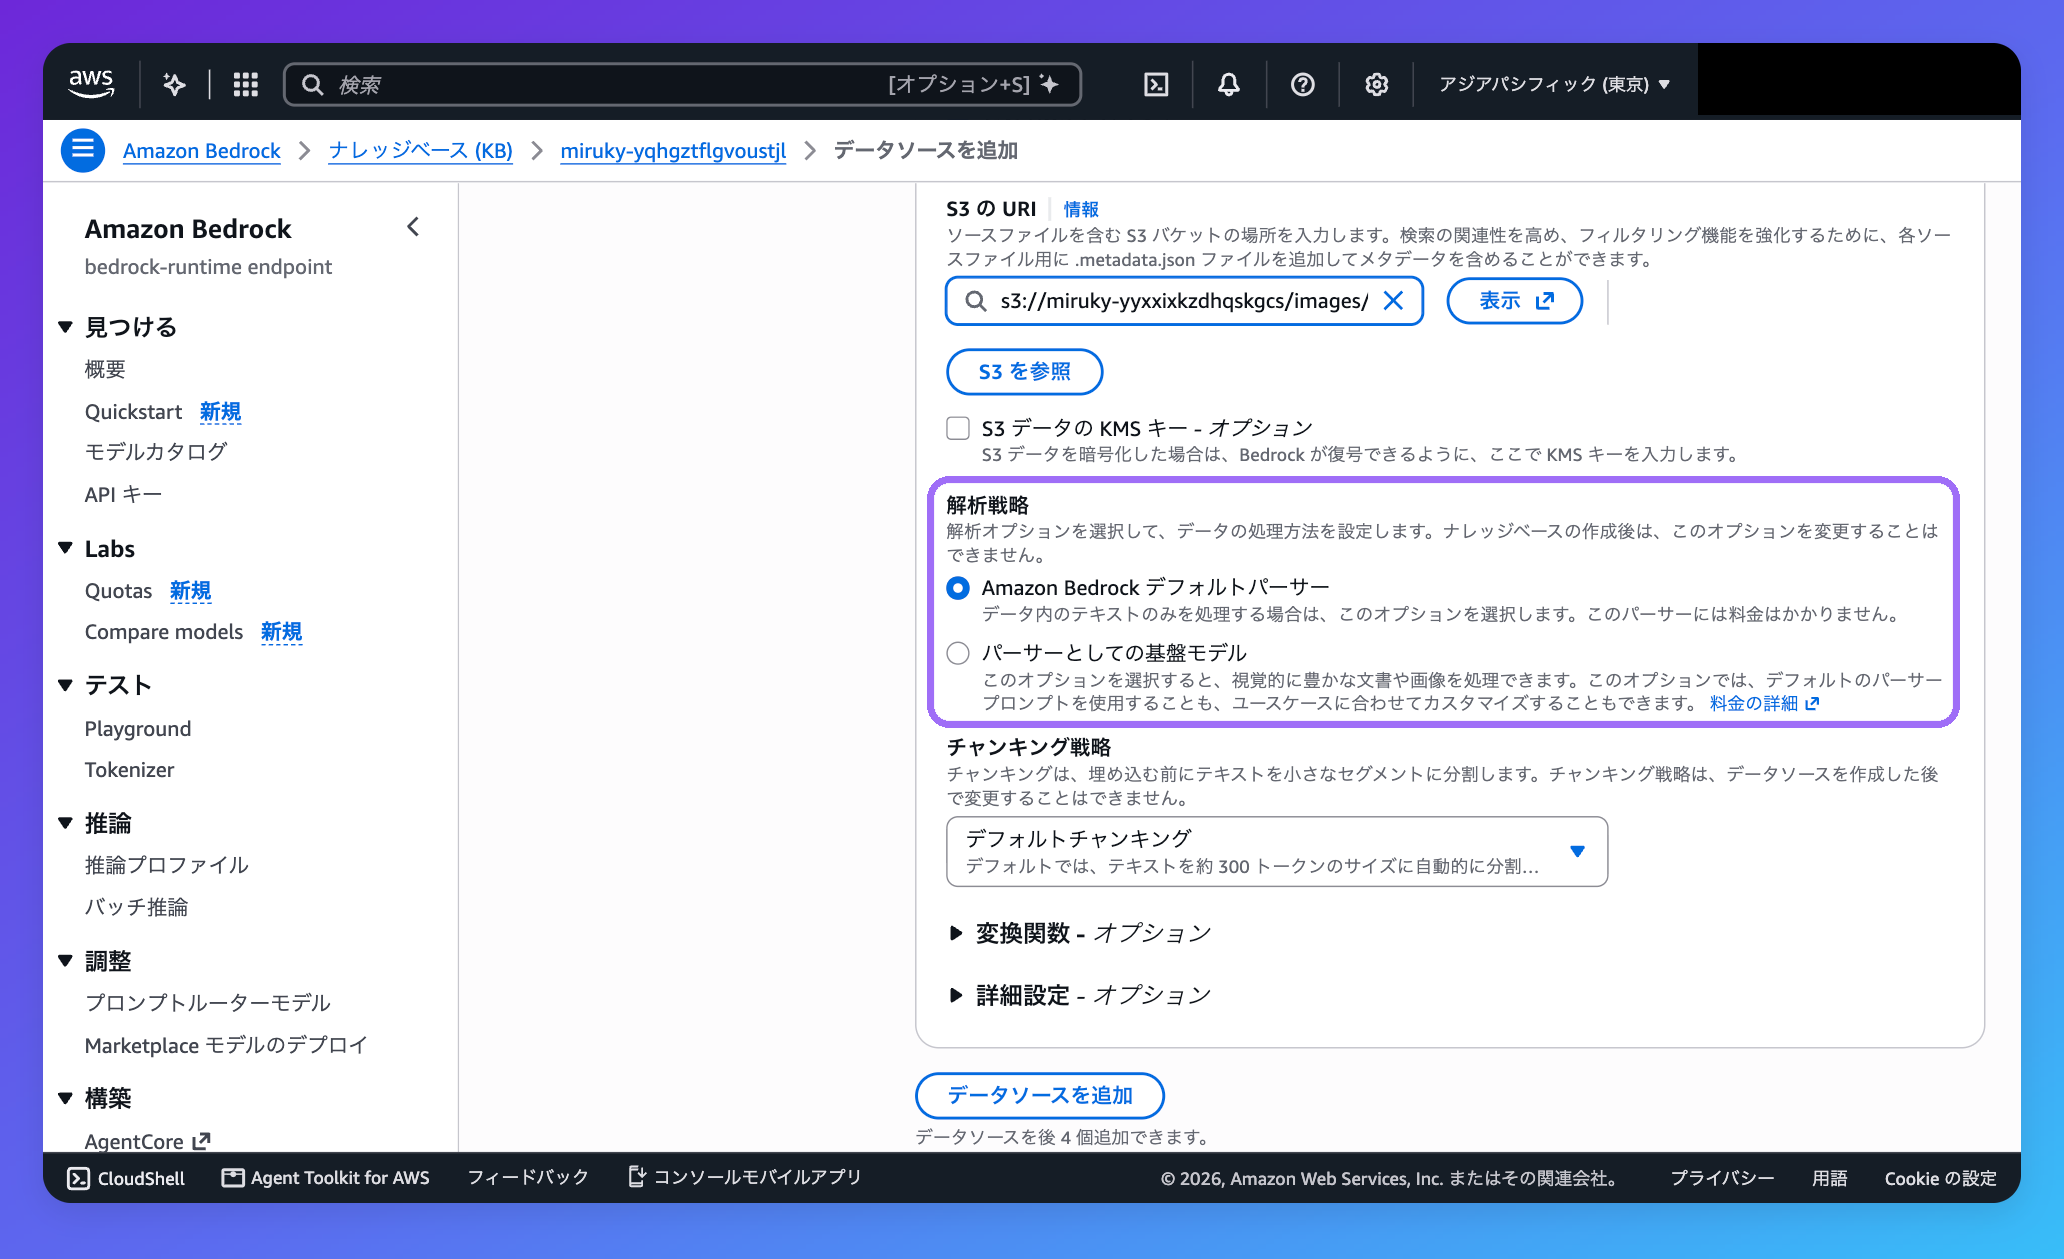 aws
検索
[オプション+S]
アジアパシフィック (東京) ▼
Amazon Bedrock
ナレッジベース (KB)
miruky-yqhgztflgvoustjl
データソースを追加
Amazon Bedrock
bedrock-runtime endpoint
見つける
概要
Quickstart 新規
モデルカタログ
API キー
Labs
Quotas 新規
Compare models 新規
テスト
Playground
Tokenizer
推論
推論プロファイル
バッチ推論
調整
プロンプトルーターモデル
Marketplace モデルのデプロイ
構築
AgentCore
S3 の URI 情報
ソースファイルを含む S3 バケットの場所を入力します。検索の関連性を高め、フィルタリング機能を強化するために、各ソー
スファイル用に .metadata.json ファイルを追加してメタデータを含めることができます。
s3://miruky-yyxxixkzdhqskgcs/images/
表示
S3 を参照
S3 データの KMS キー - オプション
S3 データを暗号化した場合は、Bedrock が復号できるように、ここで KMS キーを入力します。
解析戦略
解析オプションを選択して、データの処理方法を設定します。ナレッジベースの作成後は、このオプションを変更することは
できません。
Amazon Bedrock デフォルトパーサー
データ内のテキストのみを処理する場合は、このオプションを選択します。このパーサーには料金はかかりません。
パーサーとしての基盤モデル
このオプションを選択すると、視覚的に豊かな文書や画像を処理できます。このオプションでは、デフォルトのパーサー
プロンプトを使用することも、ユースケースに合わせてカスタマイズすることもできます。 料金の詳細
チャンキング戦略
チャンキングは、埋め込む前にテキストを小さなセグメントに分割します。チャンキング戦略は、データソースを作成した後
で変更することはできません。
デフォルトチャンキング
デフォルトでは、テキストを約 300 トークンのサイズに自動的に分割...
変換関数 - オプション
詳細設定 - オプション
データソースを追加
データソースを後 4 個追加できます。
CloudShell
Agent Toolkit for AWS
フィードバック
コンソールモバイルアプリ
© 2026, Amazon Web Services, Inc. またはその関連会社。
プライバシー
用語
Cookie の設定